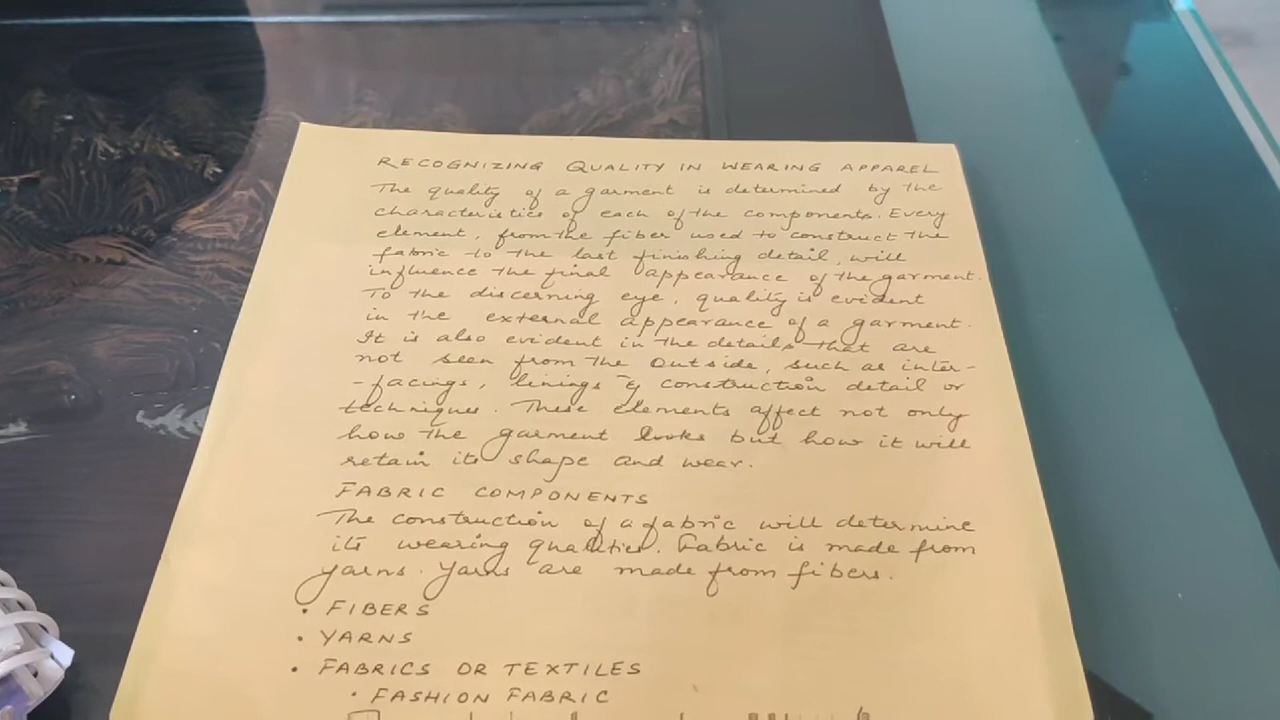 RECOGNIZING QUALITY IN WEARING APPAREL
The quality of a garment is determined by the
characteristics of each of the components. Every
element, from the fiber used to construct the
fabric to the last finishing detail, will
influence the final appearance of the garment.
To the discerning eye, quality is evident
in the external appearance of a garment.
It is also evident in the details that are
not seen from the outside, such as inter-
-facings, linings & construction detail or
techniques. These elements affect not only
how the garment looks but how it will
retain its shape and wear.
FABRIC COMPONENTS
The construction of a fabric will determine
its wearing qualities. Fabric is made from
yarns. Yarns are made from fibers.
• FIBERS
• YARNS
• FABRICS OR TEXTILES
• FASHION FABRIC